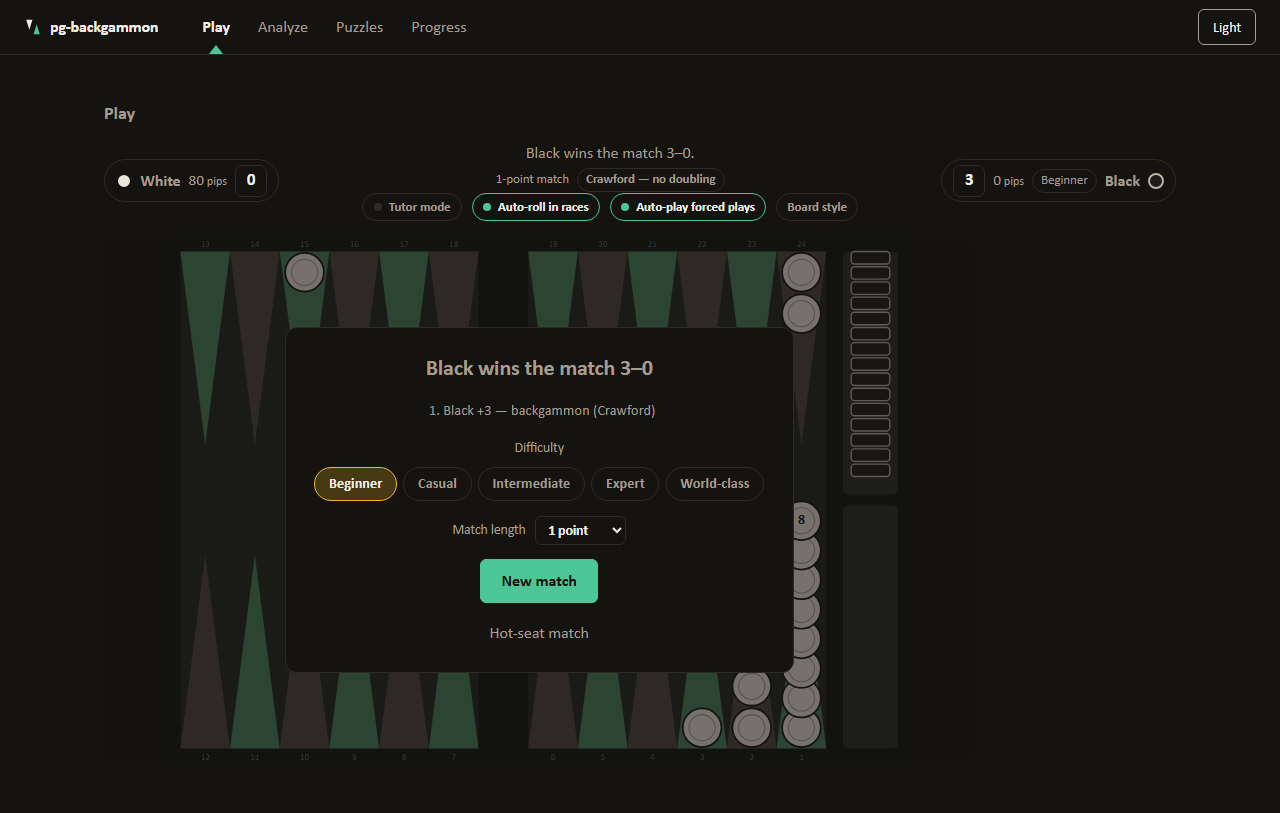 pg-backgammon Play Analyze Puzzles Progress Light
Play
Black wins the match 3–0.
White 80 pips 0
1-point match Crawford — no doubling
3 0 pips Beginner Black
Tutor mode Auto-roll in races Auto-play forced plays Board style
13 14 15 16 17 18 19 20 21 22 23 24
Black wins the match 3–0
1. Black +3 — backgammon (Crawford)
Difficulty
Beginner Casual Intermediate Expert World-class
8
Match length 1 point
New match
Hot-seat match
12 11 10 9 8 7 6 5 4 3 2 1